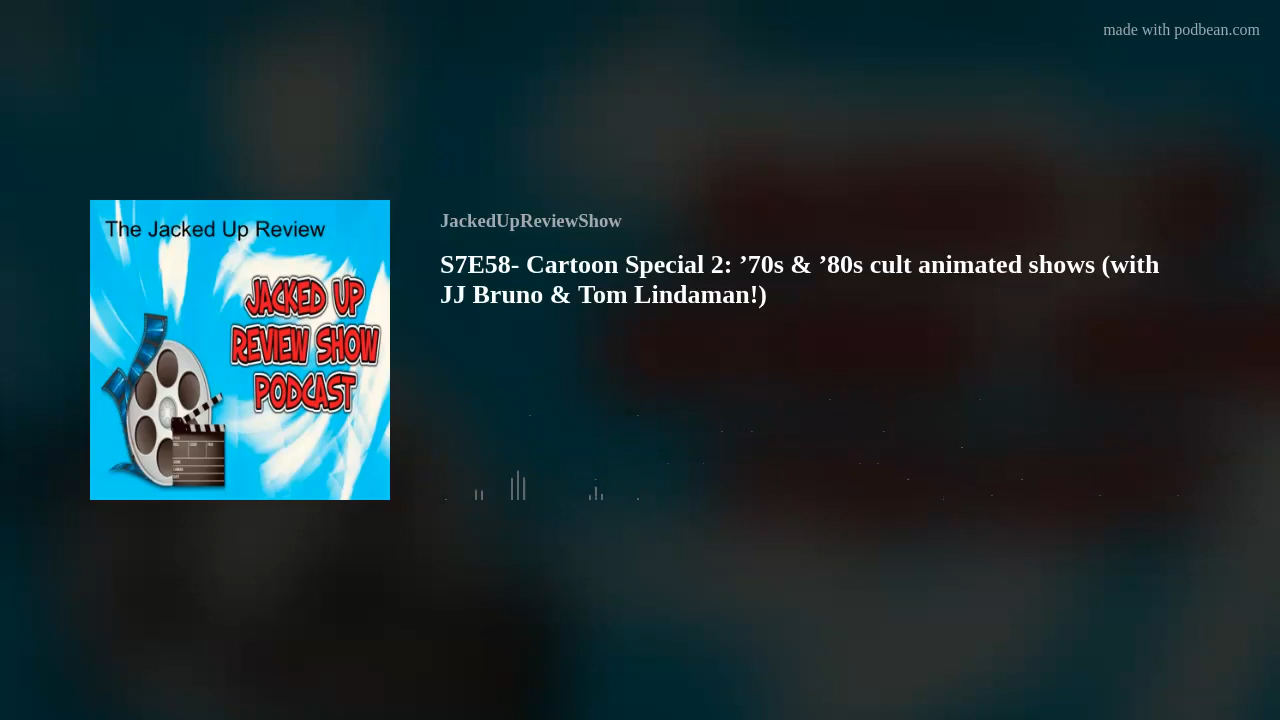 made with podbean.com
The Jacked Up Review
JACKED UP
REVIEW SHOW
PODCAST
JackedUpReviewShow
S7E58- Cartoon Special 2: ’70s & ’80s cult animated shows (with
JJ Bruno & Tom Lindaman!)